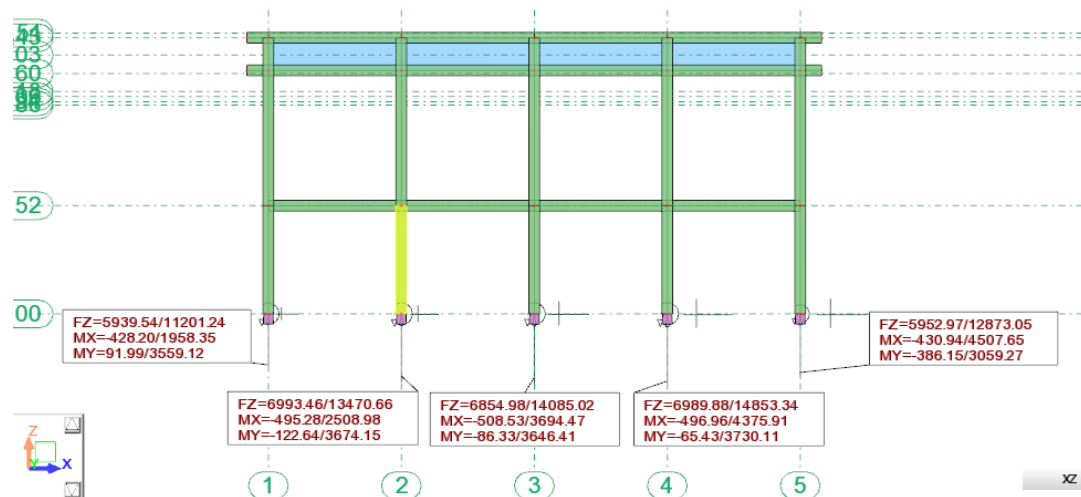 54
45
03
60
52
00
FZ=5939.54/11201.24
MX=-428.20/1958.35
MY=91.99/3559.12
FZ=5952.97/12873.05
MX=-430.94/4507.65
MY=-386.15/3059.27
FZ=6993.46/13470.66
MX=-495.28/2508.98
MY=-122.64/3674.15
FZ=6854.98/14085.02
MX=-508.53/3694.47
MY=-86.33/3646.41
FZ=6989.88/14853.34
MX=-496.96/4375.91
MY=-65.43/3730.11
Z
Y
X
1
2
3
4
5
XZ